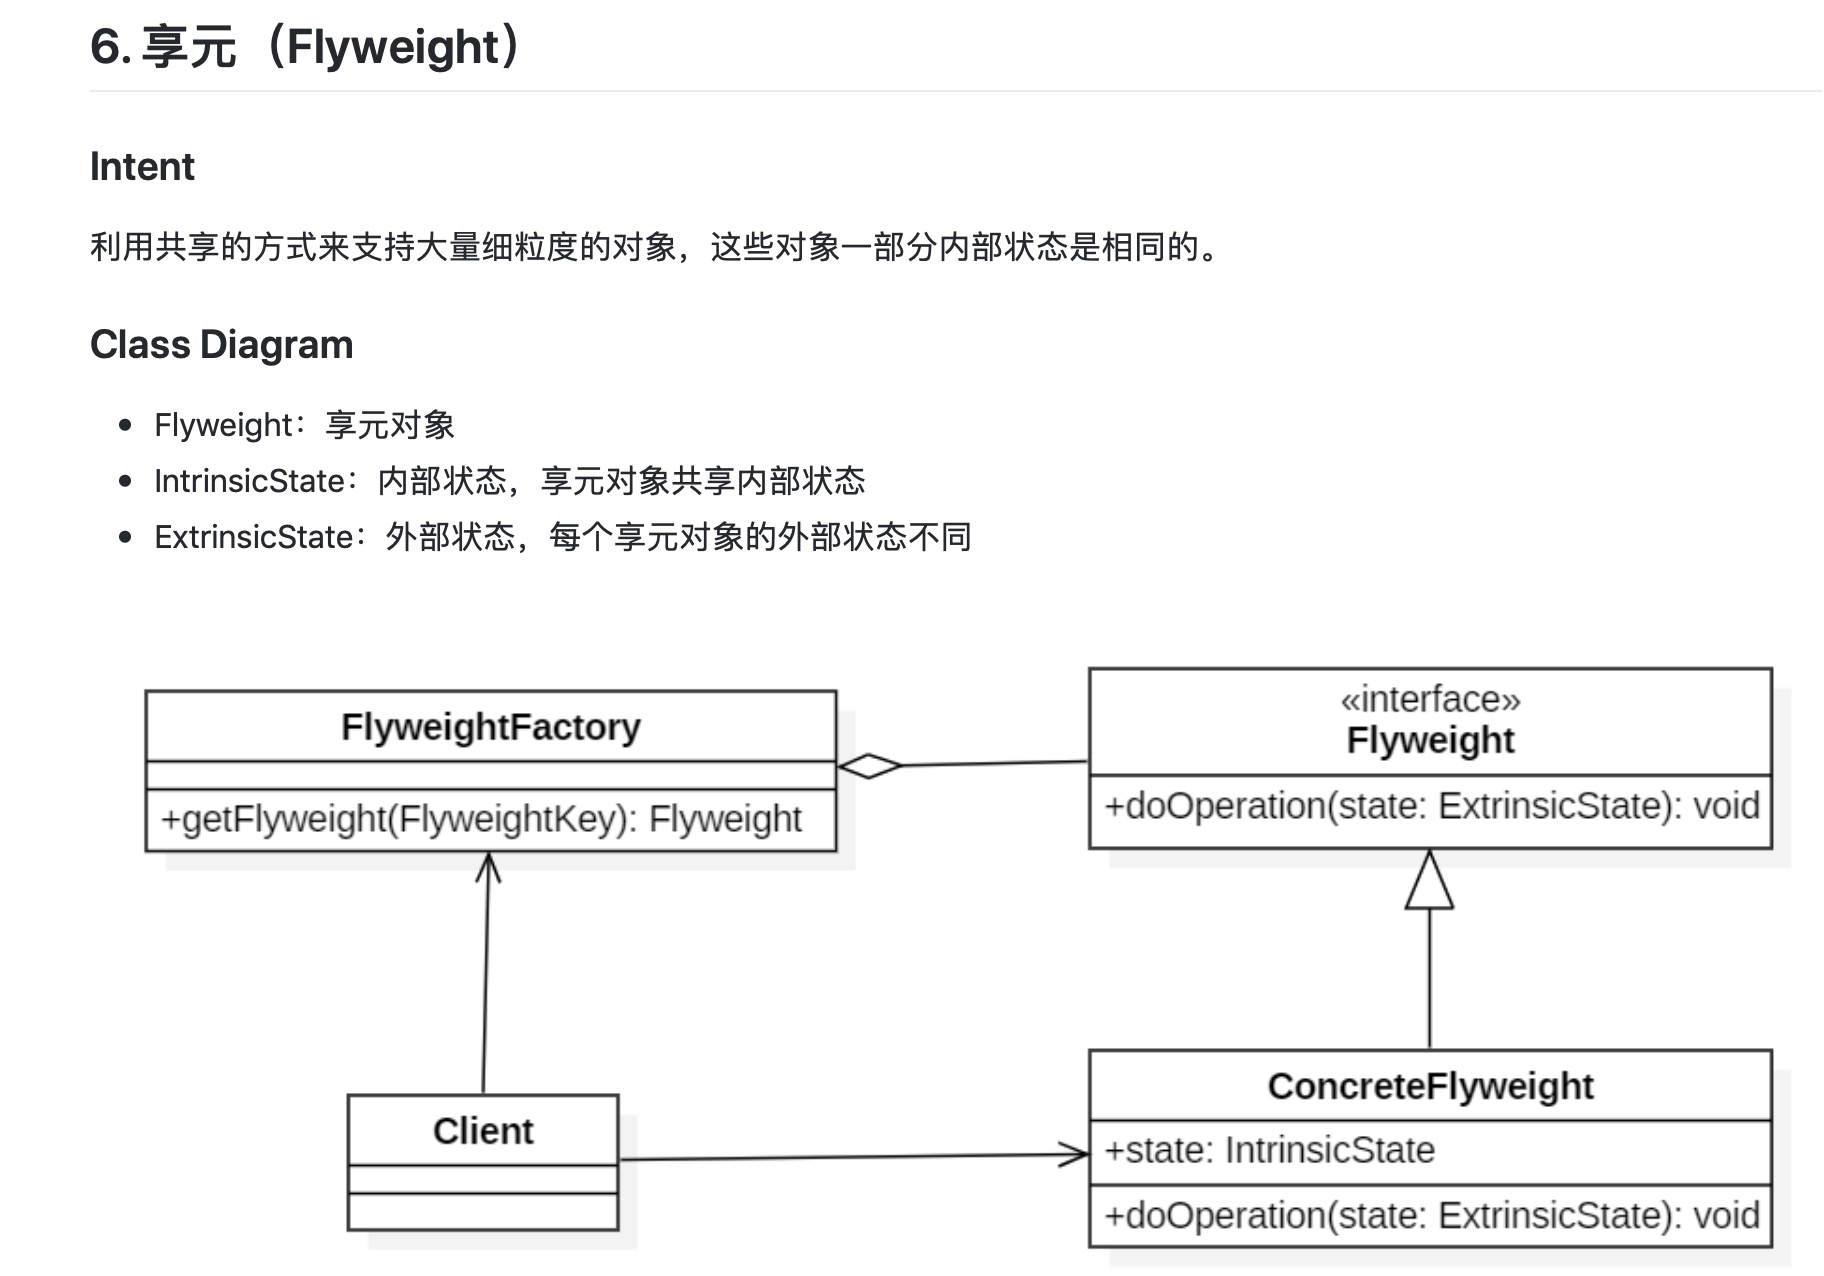 6. 享元（Flyweight）
Intent
利用共享的方式来支持大量细粒度的对象，这些对象一部分内部状态是相同的。
Class Diagram
• Flyweight：享元对象
• IntrinsicState：内部状态，享元对象共享内部状态
• ExtrinsicState：外部状态，每个享元对象的外部状态不同
FlyweightFactory
+getFlyweight(FlyweightKey): Flyweight
«interface»
Flyweight
+doOperation(state: ExtrinsicState): void
Client
ConcreteFlyweight
+state: IntrinsicState
+doOperation(state: ExtrinsicState): void